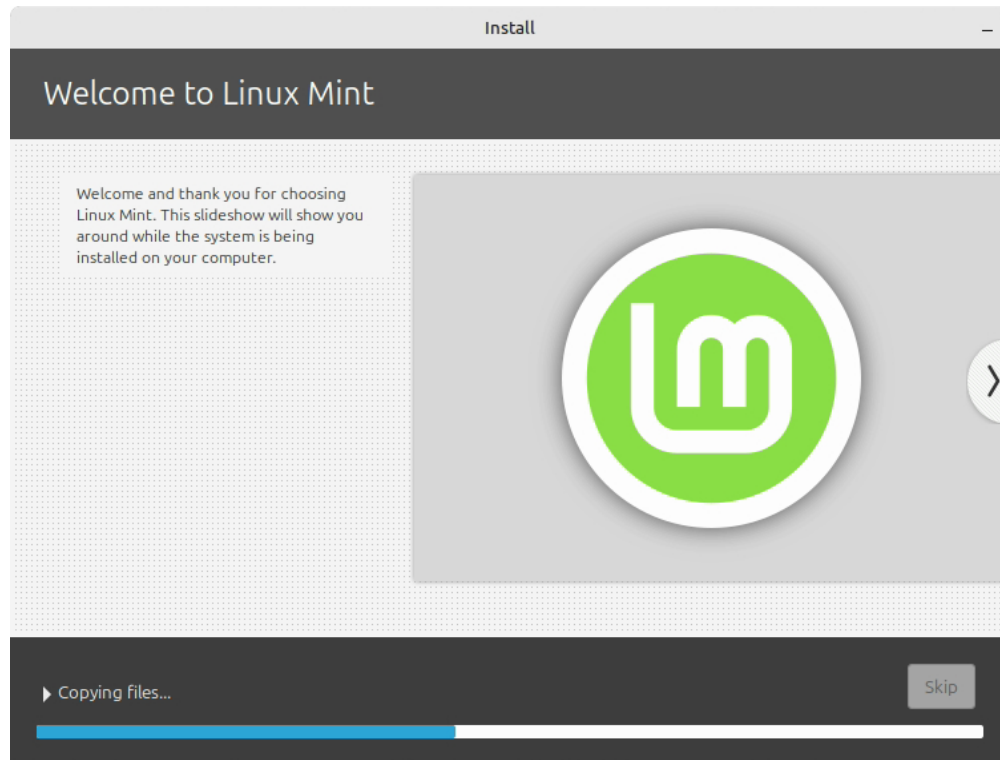 Install
Welcome to Linux Mint
Welcome and thank you for choosing
Linux Mint. This slideshow will show you
around while the system is being
installed on your computer.
lm
Copying files...
Skip